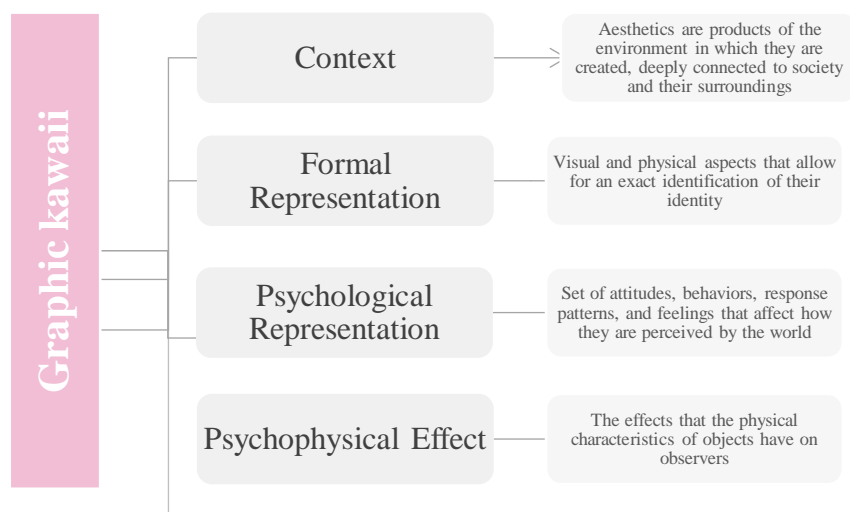 Graphic kawaii
Context
Aesthetics are products of the
environment in which they are
created, deeply connected to society
and their surroundings
Formal
Representation
Visual and physical aspects that allow
for an exact identification of their
identity
Psychological
Representation
Set of attitudes, behaviors, response
patterns, and feelings that affect how
they are perceived by the world
Psychophysical Effect
The effects that the physical
characteristics of objects have on
observers